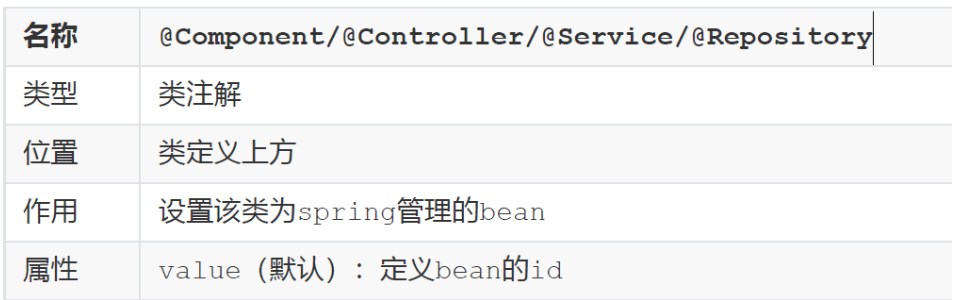 名称 @Component/@Controller/@Service/@Repository
类型 类注解
位置 类定义上方
作用 设置该类为spring管理的bean
属性 value（默认）：定义bean的id